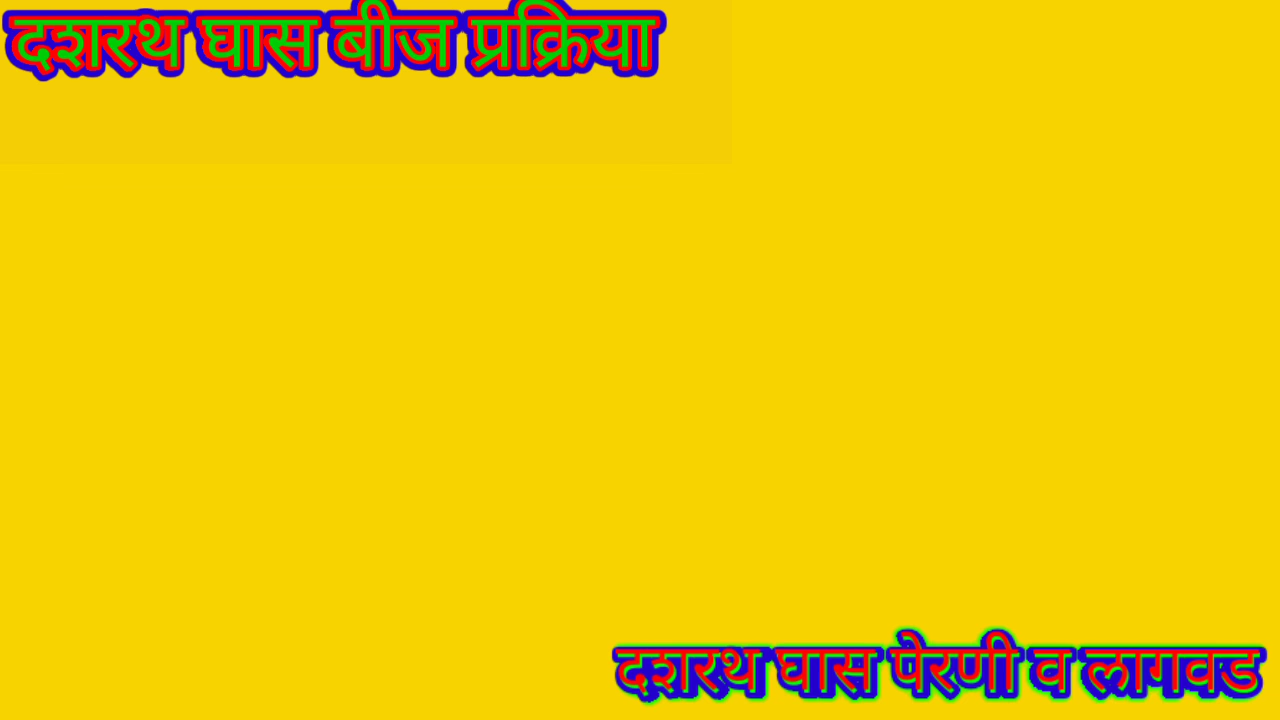 दशरथ घास बीज प्रक्रिया
दशरथ घास पेरणी व लागवड